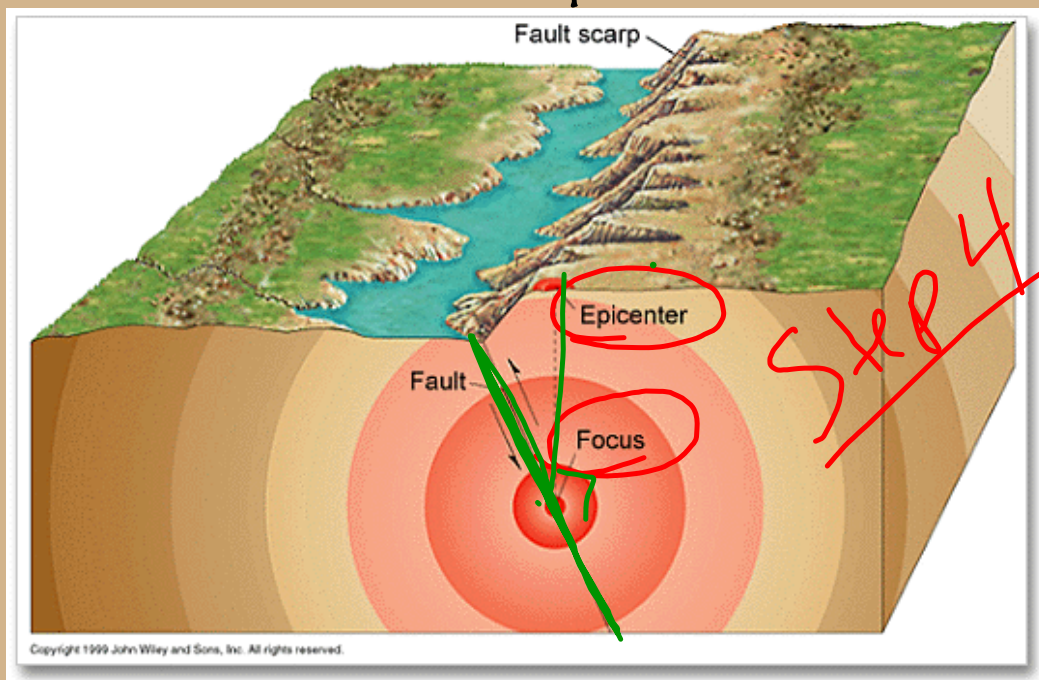 Fault scarp
Epicenter
Fault
Focus
Step 4
Copyright 1999 John Wiley and Sons, Inc. All rights reserved.